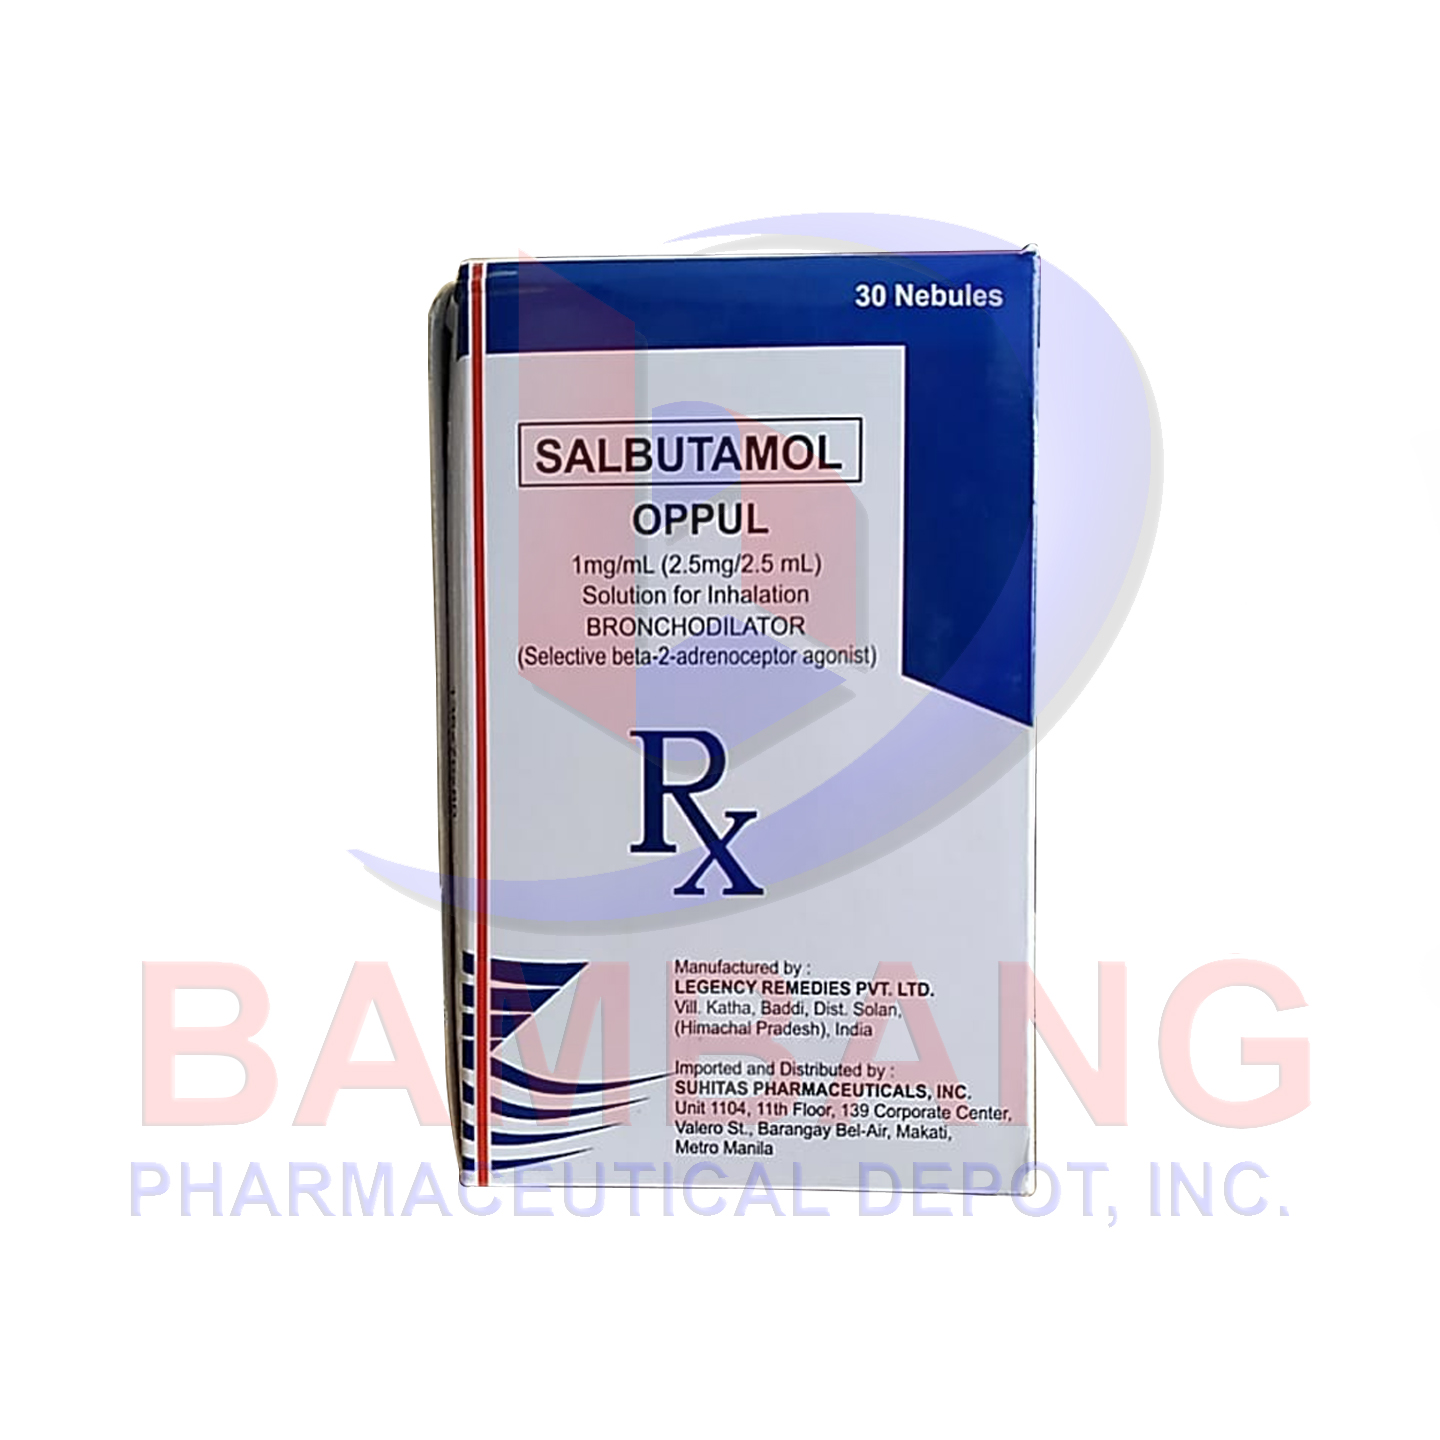 30 Nebules
SALBUTAMOL
OPPUL
1mg/mL (2.5mg/2.5 mL)
Solution for Inhalation
BRONCHODILATOR
(Selective beta-2-adrenoceptor agonist)
Rx
Manufactured by :
LEGENCY REMEDIES PVT. LTD.
Vill. Katha, Baddi, Dist. Solan,
(Himachal Pradesh), India
Imported and Distributed by :
SUHITAS PHARMACEUTICALS, INC.
Unit 1104, 11th Floor, 139 Corporate Center,
Valero St., Barangay Bel-Air, Makati,
Metro Manila
BAMBANG
PHARMACEUTICAL DEPOT, INC.